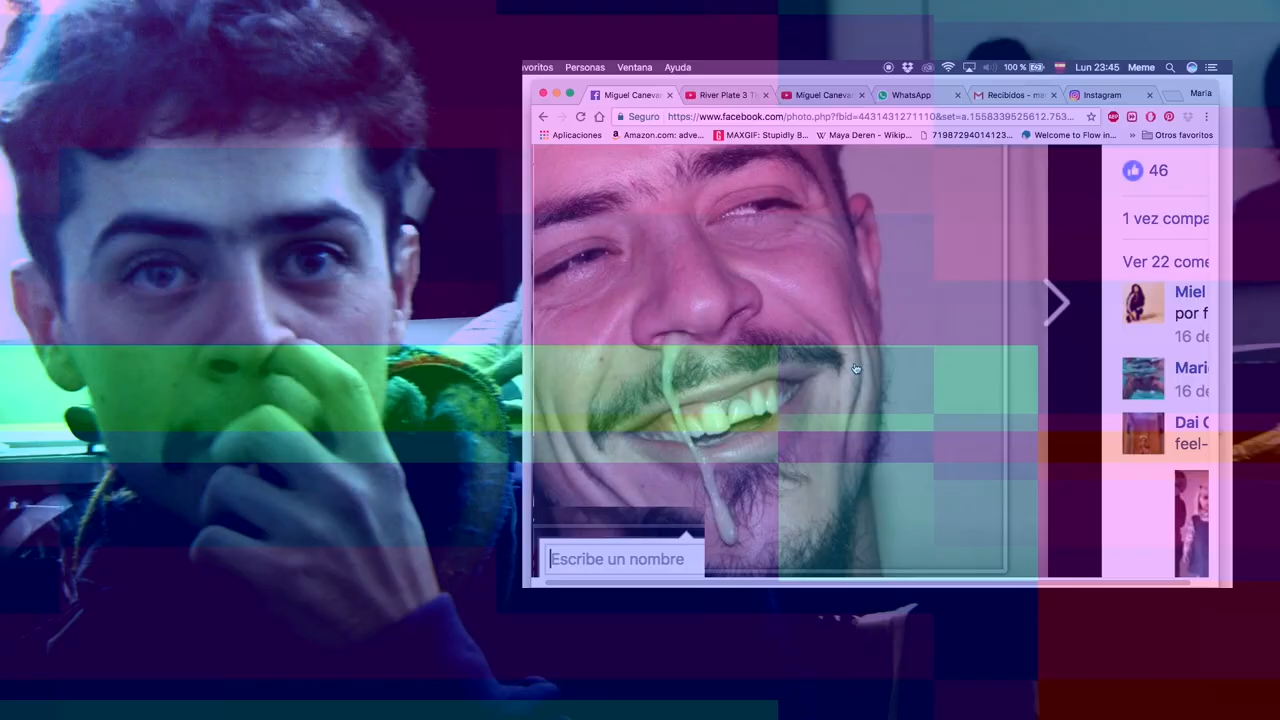 voritos Personas Ventana Ayuda 100 % Lun 23:45 Meme
Miguel Caneva River Plate 3 T Miguel Caneva WhatsApp Recibidos - ma Instagram Maria
Seguro https://www.facebook.com/photo.php?fbid=4431431271110&set=a.1558339525612.753...
Aplicaciones Amazon.com: adve... MAXGIF: Stupidly B... Maya Deren - Wikip... 71987294014123... Welcome to Flow in... » Otros favoritos
46
1 vez compa
Ver 22 come
Miel
por f
16 de
Mari
16 de
Dai
feel-
Escribe un nombre